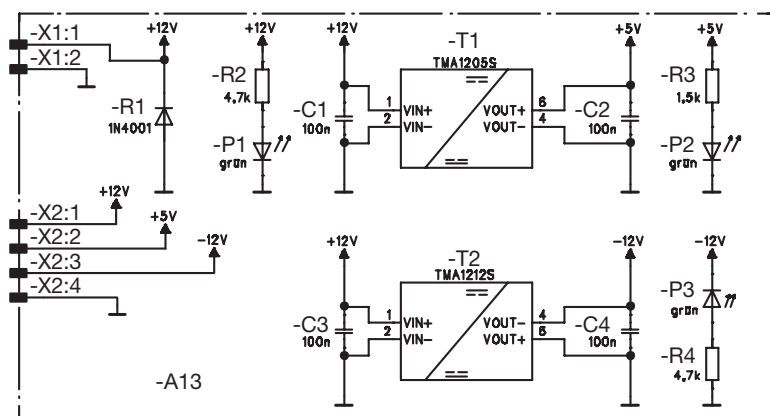 -X1:1
-X1:2
+12V
-R1
1N4001
+12V
-R2
4,7k
-P1
grün
+12V
-C1
100n
-T1
TMA1205S
1
2
VIN+
VIN-
VOUT+
VOUT-
6
4
+5V
-C2
100n
+5V
-R3
1,5k
-P2
grün
-X2:1
-X2:2
-X2:3
-X2:4
+12V
+5V
-12V
+12V
-C3
100n
-T2
TMA1212S
1
2
VIN+
VIN-
VOUT-
VOUT+
4
6
-12V
-C4
100n
-12V
-P3
grün
-R4
4,7k
-A13